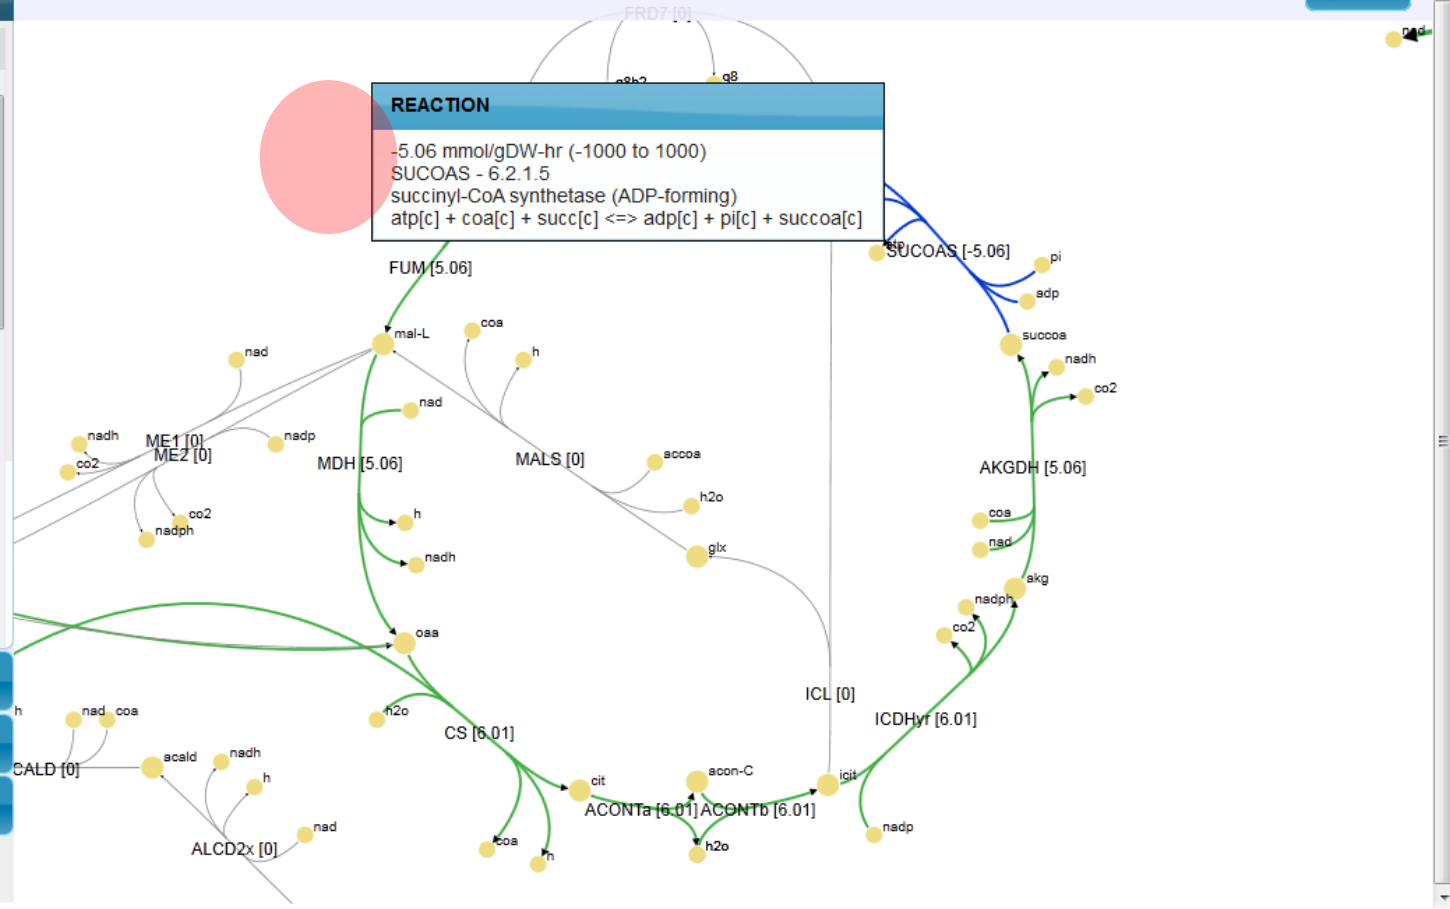 FRD7 [0]
nad
q8h2
q8
REACTION
-5.06 mmol/gDW-hr (-1000 to 1000)
SUCOAS - 6.2.1.5
succinyl-CoA synthetase (ADP-forming)
atp[c] + coa[c] + succ[c] <=> adp[c] + pi[c] + succoa[c]
atp
SUCOAS [-5.06]
pi
FUM [5.06]
adp
coa
mal-L
succoa
nad
h
nadh
co2
nad
nadh
ME1 [0]
nadp
ME2 [0]
co2
MDH [5.06]
MALS [0]
accoa
AKGDH [5.06]
h2o
co2
nadph
h
coa
nad
glx
nadh
akg
nadph
co2
oaa
ICL [0]
h
nad
coa
h2o
ICDHyr [6.01]
CS [6.01]
acald
nadh
CALD [0]
acon-C
icit
h
cit
ACONTa [6.01]
ACONTb [6.01]
nad
nadp
ALCD2x [0]
coa
h
h2o